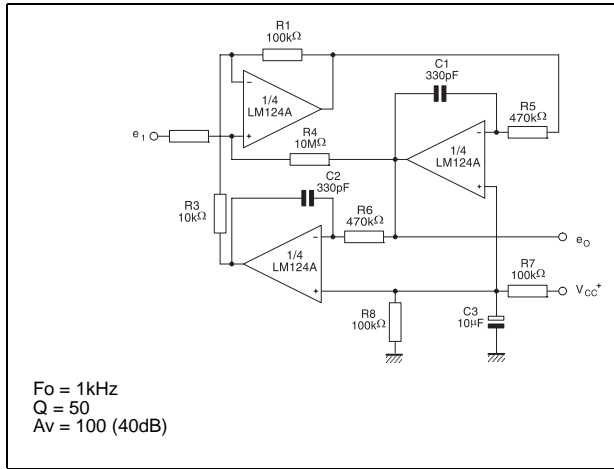 R1
100kΩ
C1
330pF
R5
470kΩ
1/4
LM124A
e1
R4
10MΩ
1/4
LM124A
C2
330pF
R3
10kΩ
R6
470kΩ
1/4
LM124A
eO
R7
100kΩ
VCC+
R8
100kΩ
C3
10µF
Fo = 1kHz
Q = 50
Av = 100 (40dB)